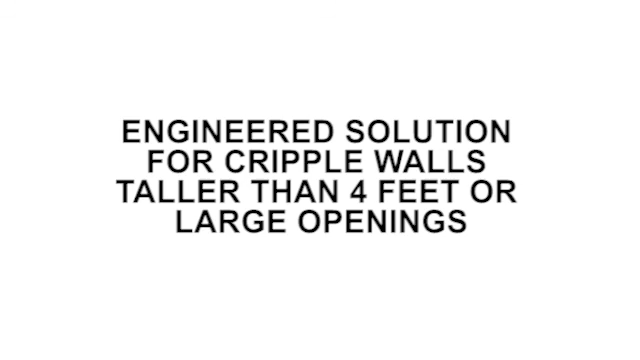 ENGINEERED SOLUTION
FOR CRIPPLE WALLS
TALLER THAN 4 FEET OR
LARGE OPENINGS